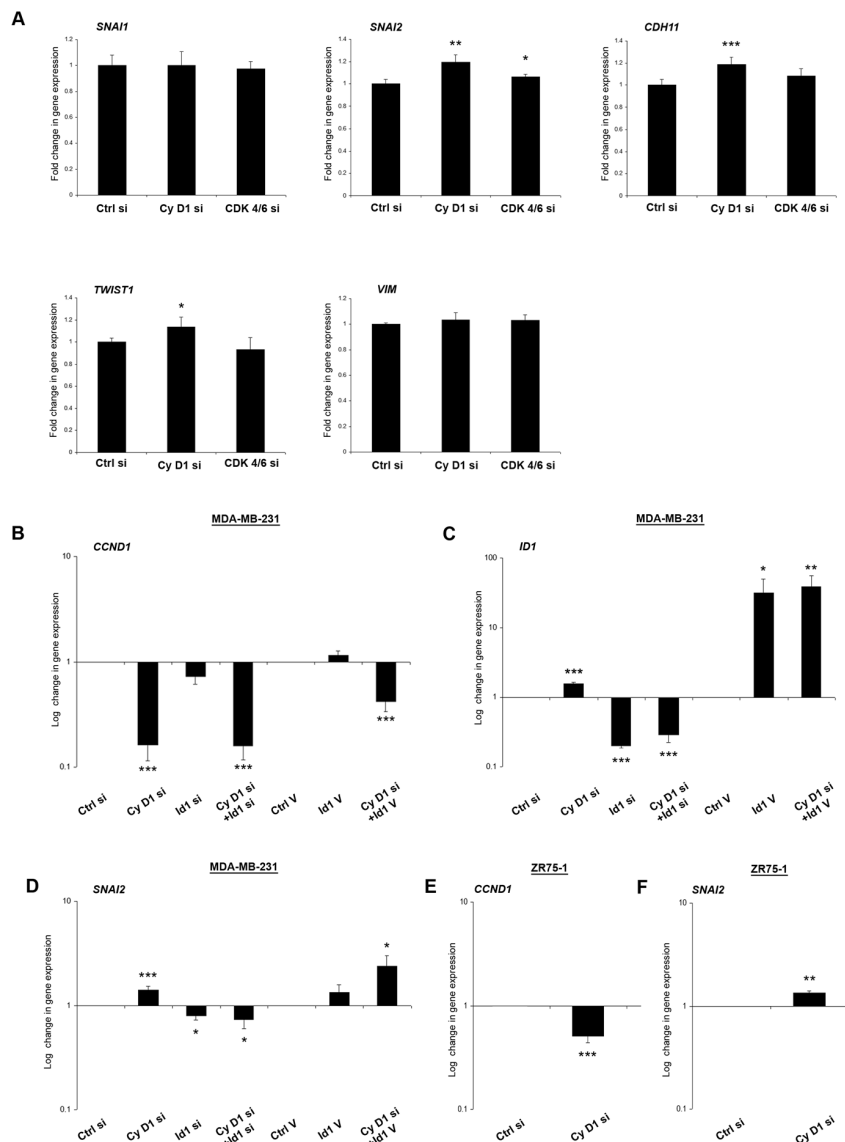 A
SNAI1
Fold change in gene expression
1.4
1.2
1
0.8
0.6
0.4
0.2
0
Ctrl si
Cy D1 si
CDK 4/6 si
SNAI2
Fold change in gene expression
1.4
1.2
1
0.8
0.6
0.4
0.2
0
**
*
Ctrl si
Cy D1 si
CDK 4/6 si
CDH11
Fold change in gene expression
1.4
1.2
1
0.8
0.6
0.4
0.2
0
***
Ctrl si
Cy D1 si
CDK 4/6 si
TWIST1
Fold change in gene expression
1.4
1.2
1
0.8
0.6
0.4
0.2
0
*
Ctrl si
Cy D1 si
CDK 4/6 si
VIM
Fold change in gene expression
1.4
1.2
1
0.8
0.6
0.4
0.2
0
Ctrl si
Cy D1 si
CDK 4/6 si
B
MDA-MB-231
CCND1
Log change in gene expression
10
1
0.1
***
***
***
Ctrl si
Cy D1 si
Id1 si
Cy D1 si
+Id1 si
Ctrl V
Id1 V
Cy D1 si
+Id1 V
C
MDA-MB-231
ID1
Log change in gene expression
100
10
1
0.1
***
***
***
*
**
Ctrl si
Cy D1 si
Id1 si
Cy D1 si
+Id1 si
Ctrl V
Id1 V
Cy D1 si
+Id1 V
D
MDA-MB-231
SNAI2
Log change in gene expression
10
1
0.1
***
*
*
*
Ctrl si
Cy D1 si
Id1 si
Cy D1 si
+Id1 si
Ctrl V
Id1 V
Cy D1 si
+Id1 V
E
ZR75-1
CCND1
Log change in gene expression
10
1
0.1
***
Ctrl si
Cy D1 si
F
ZR75-1
SNAI2
Log change in gene expression
10
1
0.1
**
Ctrl si
Cy D1 si